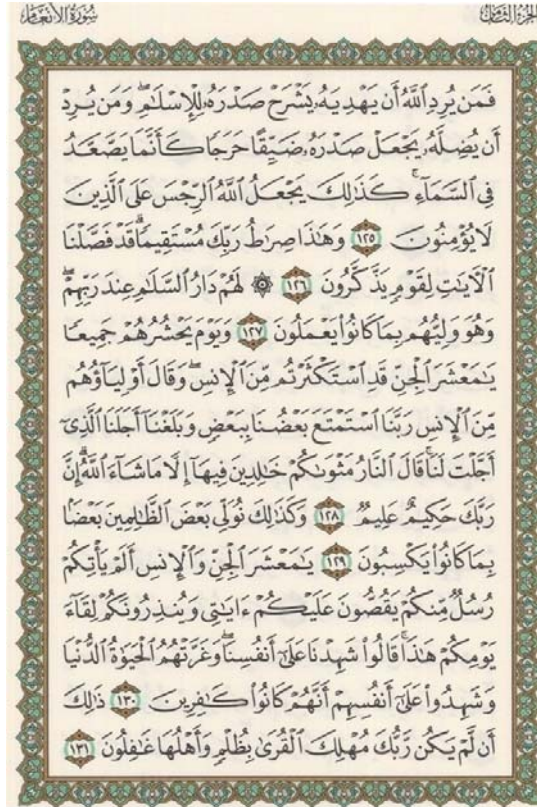 الجزء الثامن سورة الأنعام
فَمَن يُرِدِ ٱللَّهُ أَن يَهْدِيَهُۥ يَشْرَحْ صَدْرَهُۥ لِلْإِسْلَٰمِۖ وَمَن يُرِدْ
أَن يُضِلَّهُۥ يَجْعَلْ صَدْرَهُۥ ضَيِّقًا حَرَجًا كَأَنَّمَا يَصَّعَّدُ
فِى ٱلسَّمَآءِۚ كَذَٰلِكَ يَجْعَلُ ٱللَّهُ ٱلرِّجْسَ عَلَى ٱلَّذِينَ
لَا يُؤْمِنُونَ ١٢٥ وَهَٰذَا صِرَٰطُ رَبِّكَ مُسْتَقِيمًاۗ قَدْ فَصَّلْنَا
ٱلْءَايَٰتِ لِقَوْمٍ يَذَّكَّرُونَ ١٢٦ ۞ لَهُمْ دَارُ ٱلسَّلَٰمِ عِندَ رَبِّهِمْۖ
وَهُوَ وَلِيُّهُم بِمَا كَانُوا۟ يَعْمَلُونَ ١٢٧ وَيَوْمَ يَحْشُرُهُمْ جَمِيعًا
يَٰمَعْشَرَ ٱلْجِنِّ قَدِ ٱسْتَكْثَرْتُم مِّنَ ٱلْإِنسِۖ وَقَالَ أَوْلِيَآؤُهُم
مِّنَ ٱلْإِنسِ رَبَّنَا ٱسْتَمْتَعَ بَعْضُنَا بِبَعْضٍ وَبَلَغْنَآ أَجَلَنَا ٱلَّذِىٓ
أَجَّلْتَ لَنَاۚ قَالَ ٱلنَّارُ مَثْوَىٰكُمْ خَٰلِدِينَ فِيهَآ إِلَّا مَا شَآءَ ٱللَّهُۗ إِنَّ
رَبَّكَ حَكِيمٌ عَلِيمٌ ١٢٨ وَكَذَٰلِكَ نُوَلِّى بَعْضَ ٱلظَّٰلِمِينَ بَعْضًۢا
بِمَا كَانُوا۟ يَكْسِبُونَ ١٢٩ يَٰمَعْشَرَ ٱلْجِنِّ وَٱلْإِنسِ أَلَمْ يَأْتِكُمْ
رُسُلٌ مِّنكُمْ يَقُصُّونَ عَلَيْكُمْ ءَايَٰتِى وَيُنذِرُونَكُمْ لِقَآءَ
يَوْمِكُمْ هَٰذَاۚ قَالُوا۟ شَهِدْنَا عَلَىٰٓ أَنفُسِنَاۖ وَغَرَّتْهُمُ ٱلْحَيَوٰةُ ٱلدُّنْيَا
وَشَهِدُوا۟ عَلَىٰٓ أَنفُسِهِمْ أَنَّهُمْ كَانُوا۟ كَٰفِرِينَ ١٣٠ ذَٰلِكَ
أَن لَّمْ يَكُن رَّبُّكَ مُهْلِكَ ٱلْقُرَىٰ بِظُلْمٍ وَأَهْلُهَا غَٰفِلُونَ ١٣١